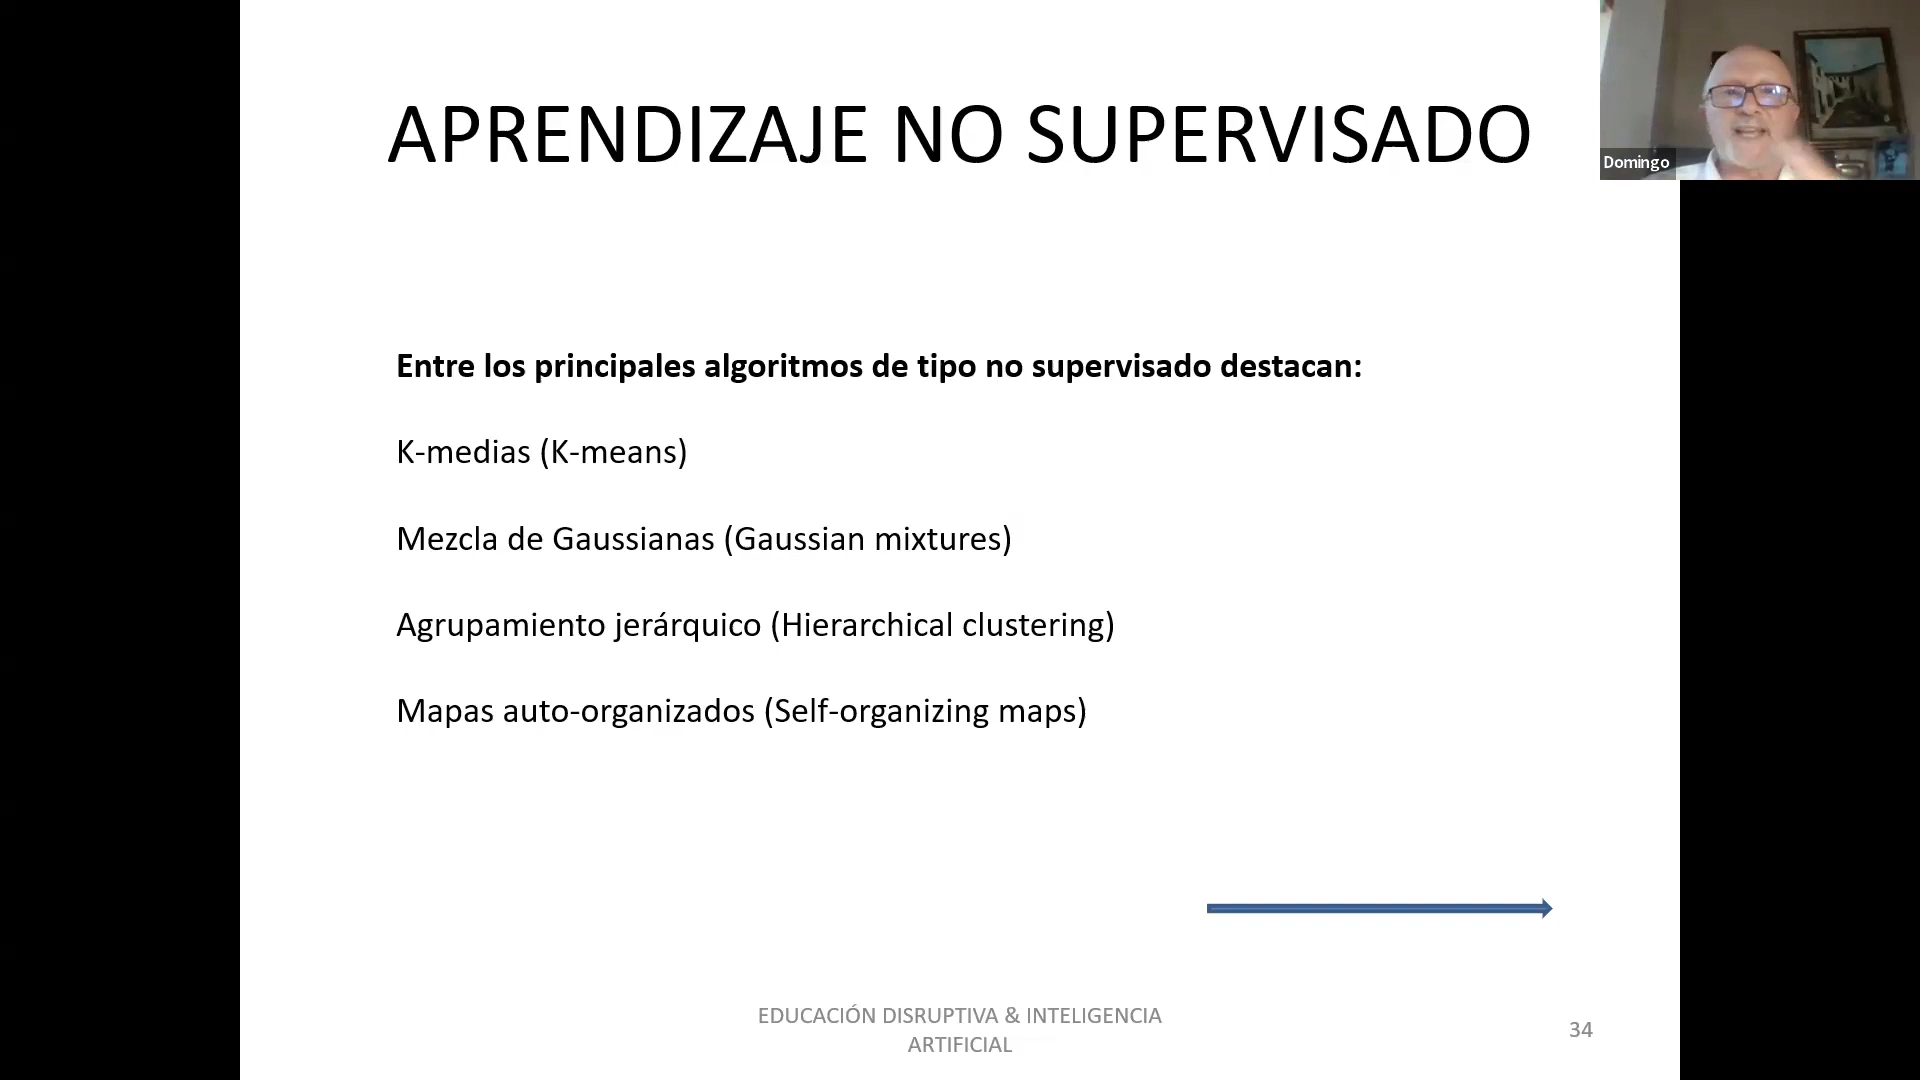 APRENDIZAJE NO SUPERVISADO
Domingo
Entre los principales algoritmos de tipo no supervisado destacan:
K-medias (K-means)
Mezcla de Gaussianas (Gaussian mixtures)
Agrupamiento jerárquico (Hierarchical clustering)
Mapas auto-organizados (Self-organizing maps)
EDUCACIÓN DISRUPTIVA & INTELIGENCIA
ARTIFICIAL
34